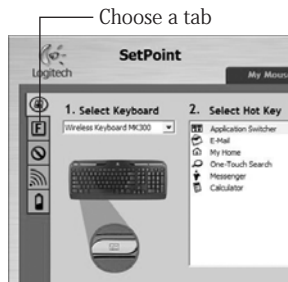 Choose a tab
SetPoint
Logitech
My Mous
1. Select Keyboard
2. Select Hot Key
Wireless Keyboard MK300
Application Switcher
E-Mail
My Home
One-Touch Search
Messenger
Calculator
F